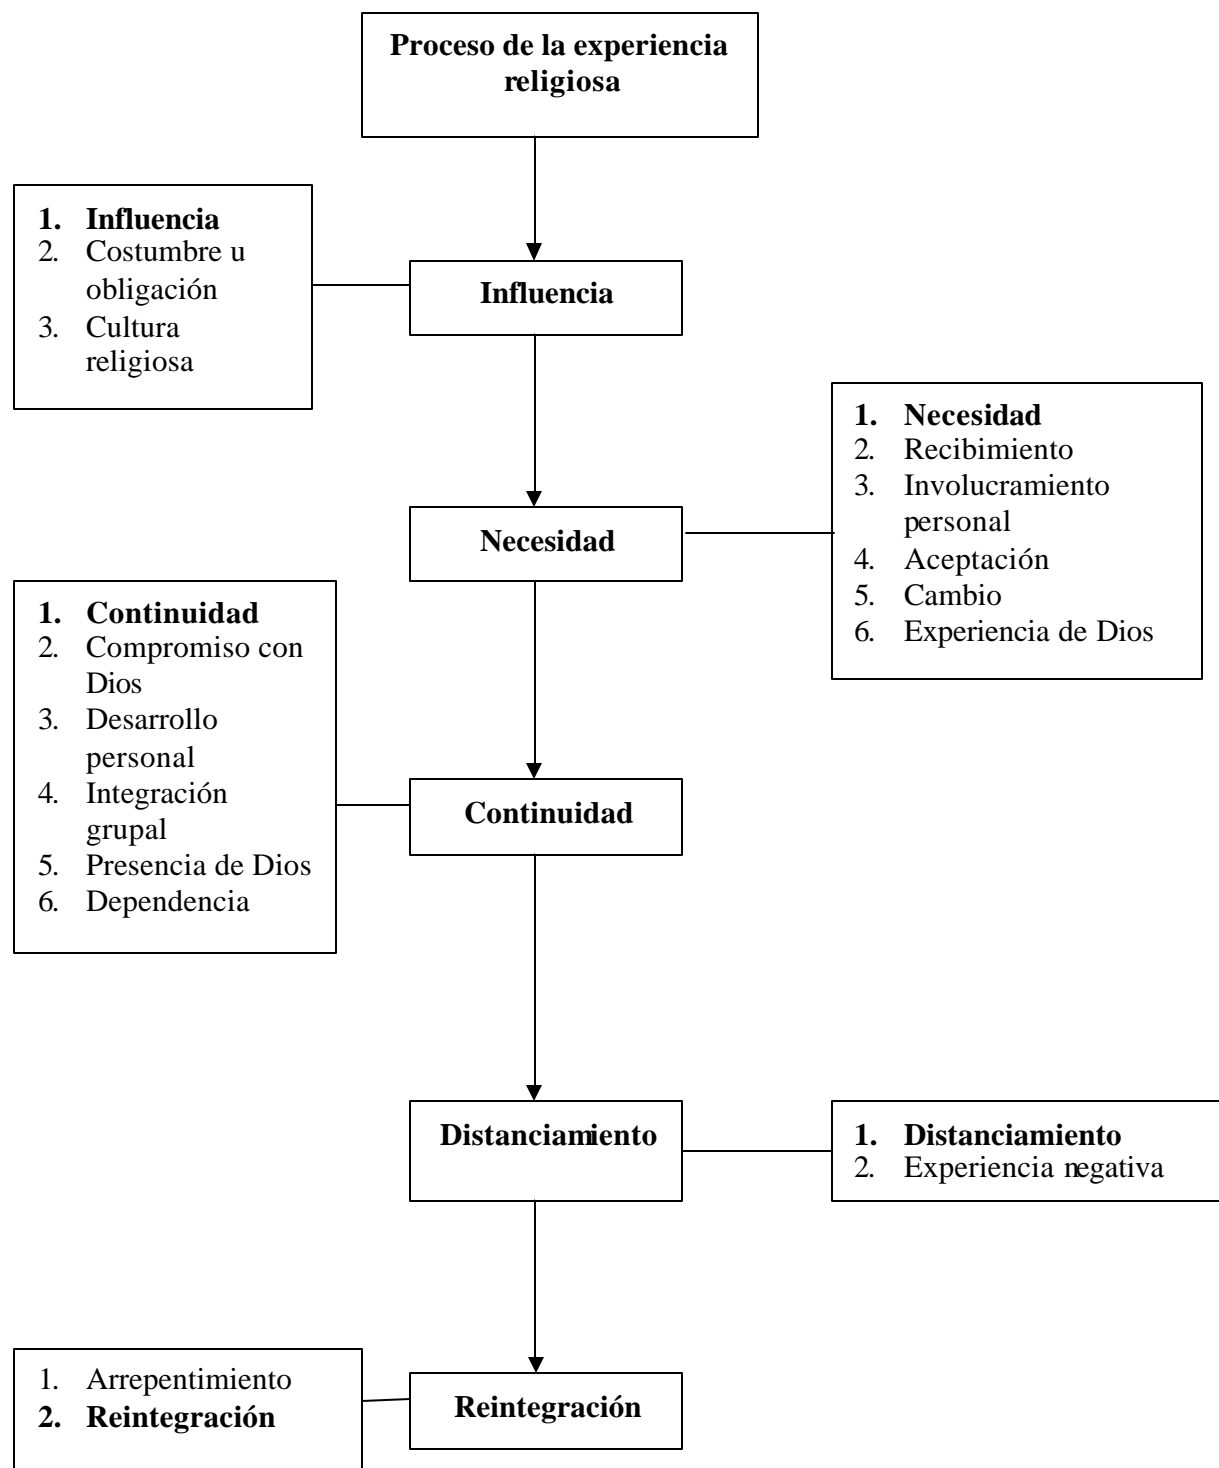 Proceso de la experiencia
religiosa
1. Influencia
2. Costumbre u
obligación
3. Cultura
religiosa
Influencia
1. Necesidad
2. Recibimiento
3. Involucramiento
personal
4. Aceptación
5. Cambio
6. Experiencia de Dios
Necesidad
1. Continuidad
2. Compromiso con
Dios
3. Desarrollo
personal
4. Integración
grupal
5. Presencia de Dios
6. Dependencia
Continuidad
Distanciamiento
1. Distanciamiento
2. Experiencia negativa
1. Arrepentimiento
2. Reintegración
Reintegración